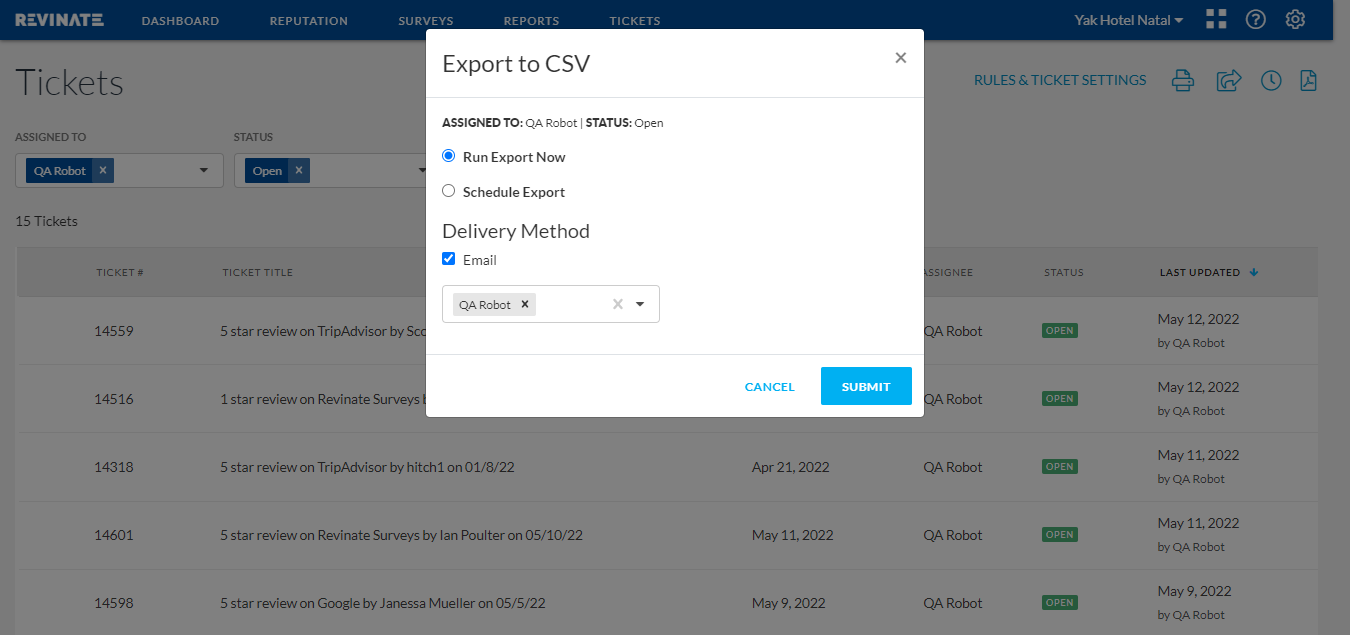 REVINATE DASHBOARD REPUTATION SURVEYS REPORTS TICKETS Yak Hotel Natal
Export to CSV ×
Tickets RULES & TICKET SETTINGS
ASSIGNED TO: QA Robot | STATUS: Open
ASSIGNED TO STATUS
Run Export Now
QA Robot × Open ×
Schedule Export
15 Tickets
Delivery Method
Email
TICKET # TICKET TITLE ASSIGNEE STATUS LAST UPDATED
QA Robot ×
14559 5 star review on TripAdvisor by Sco QA Robot OPEN May 12, 2022
by QA Robot
CANCEL SUBMIT
14516 1 star review on Revinate Surveys QA Robot OPEN May 12, 2022
by QA Robot
14318 5 star review on TripAdvisor by hitch1 on 01/8/22 Apr 21, 2022 QA Robot OPEN May 11, 2022
by QA Robot
14601 5 star review on Revinate Surveys by Ian Poulter on 05/10/22 May 11, 2022 QA Robot OPEN May 11, 2022
by QA Robot
14598 5 star review on Google by Janessa Mueller on 05/5/22 May 9, 2022 QA Robot OPEN May 9, 2022
by QA Robot